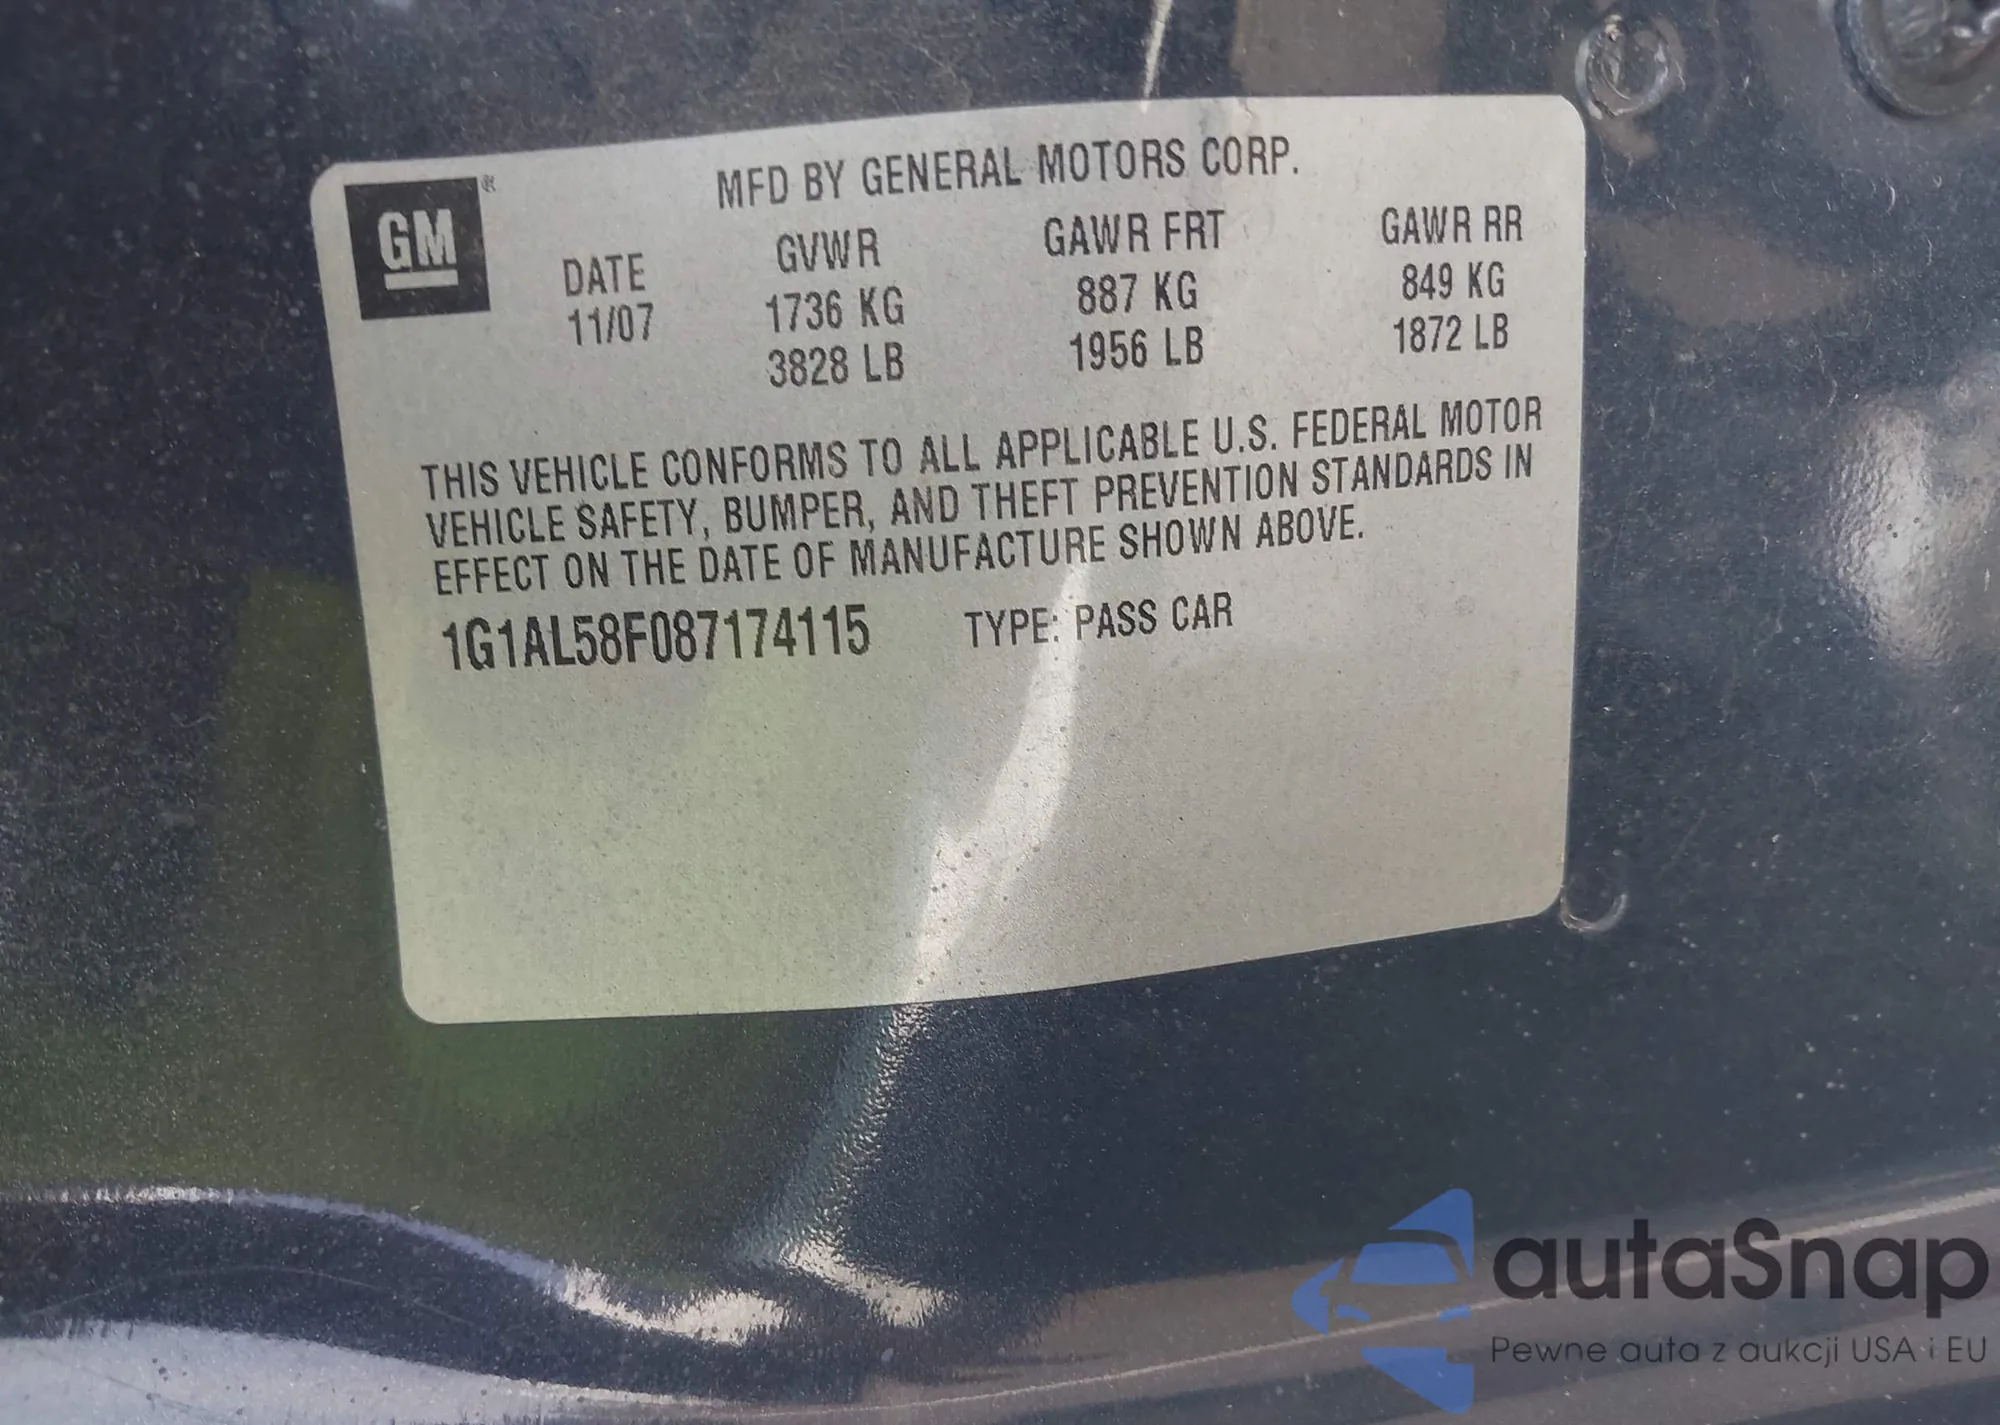 GM®
MFD BY GENERAL MOTORS CORP.
DATE GVWR GAWR FRT GAWR RR
11/07 1736 KG 887 KG 849 KG
3828 LB 1956 LB 1872 LB
THIS VEHICLE CONFORMS TO ALL APPLICABLE U.S. FEDERAL MOTOR
VEHICLE SAFETY, BUMPER, AND THEFT PREVENTION STANDARDS IN
EFFECT ON THE DATE OF MANUFACTURE SHOWN ABOVE.
1G1AL58F087174115 TYPE: PASS CAR
autaSnap
Pewne auta z aukcji USA i EU